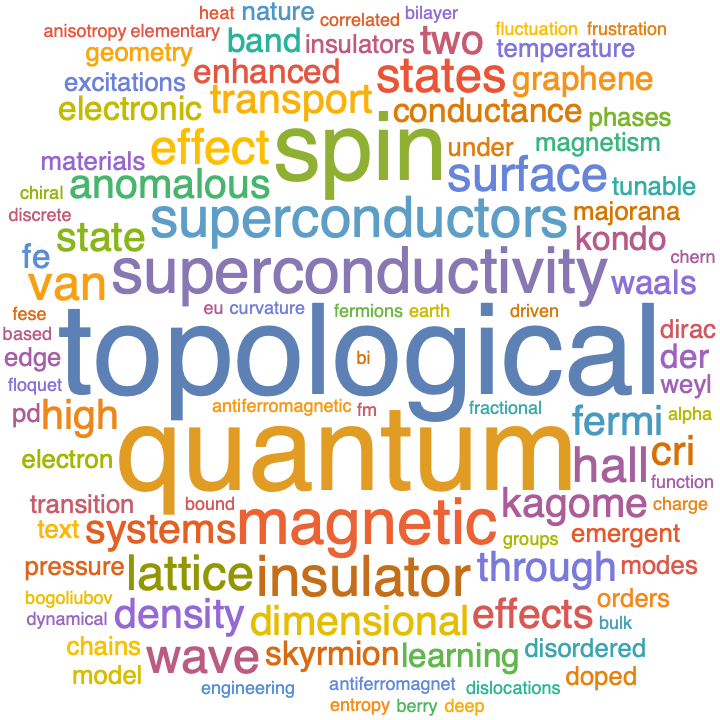 heat nature correlated bilayer
anisotropy elementary band insulators two fluctuation frustration
geometry temperature
excitations enhanced states graphene
electronic transport conductance phases
effect spin under magnetism
materials anomalous surface tunable
chiral
discrete superconductors majorana
state kondo
fe superconductivity chern
van waals
eu curvature fermions earth driven
fese topological dirac
based
edge bi der
floquet weyl
pd high antiferromagnetic fm fractional fermi alpha
electron quantum hall cri
function
transition bound kagome charge
text systems magnetic groups emergent
pressure lattice insulator through modes
bogoliubov orders
dynamical density dimensional effects bulk
chains wave skyrmion learning disordered
model doped
engineering antiferromagnet dislocations
entropy berry deep